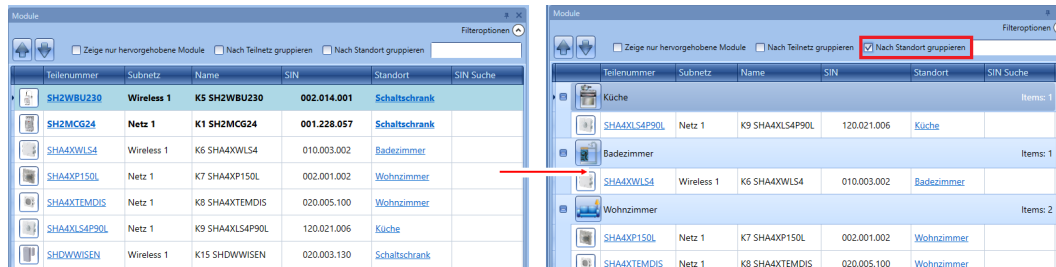 Module
Filteroptionen
Zeige nur hervorgehobene Module Nach Teilnetz gruppieren Nach Standort gruppieren
Teilenummer Subnetz Name SIN Standort SIN Suche
SH2WBU230 Wireless 1 K5 SH2WBU230 002.014.001 Schaltschrank
SH2MCG24 Netz 1 K1 SH2MCG24 001.228.057 Schaltschrank
SHA4XWLS4 Wireless 1 K6 SHA4XWLS4 010.003.002 Badezimmer
SHA4XP150L Netz 1 K7 SHA4XP150L 002.001.002 Wohnzimmer
SHA4XTEMDIS Netz 1 K8 SHA4XTEMDIS 020.005.100 Wohnzimmer
SHA4XLS4P90L Netz 1 K9 SHA4XLS4P90L 120.021.006 Küche
SHDWWISEN Wireless 1 K15 SHDWWISEN 020.003.130 Schaltschrank
Module
Filteroptionen
Zeige nur hervorgehobene Module Nach Teilnetz gruppieren Nach Standort gruppieren
Teilenummer Subnetz Name SIN Standort SIN Suche
Küche Items: 1
SHA4XLS4P90L Netz 1 K9 SHA4XLS4P90L 120.021.006 Küche
Badezimmer Items: 1
SHA4XWLS4 Wireless 1 K6 SHA4XWLS4 010.003.002 Badezimmer
Wohnzimmer Items: 2
SHA4XP150L Netz 1 K7 SHA4XP150L 002.001.002 Wohnzimmer
SHA4XTEMDIS Netz 1 K8 SHA4XTEMDIS 020.005.100 Wohnzimmer